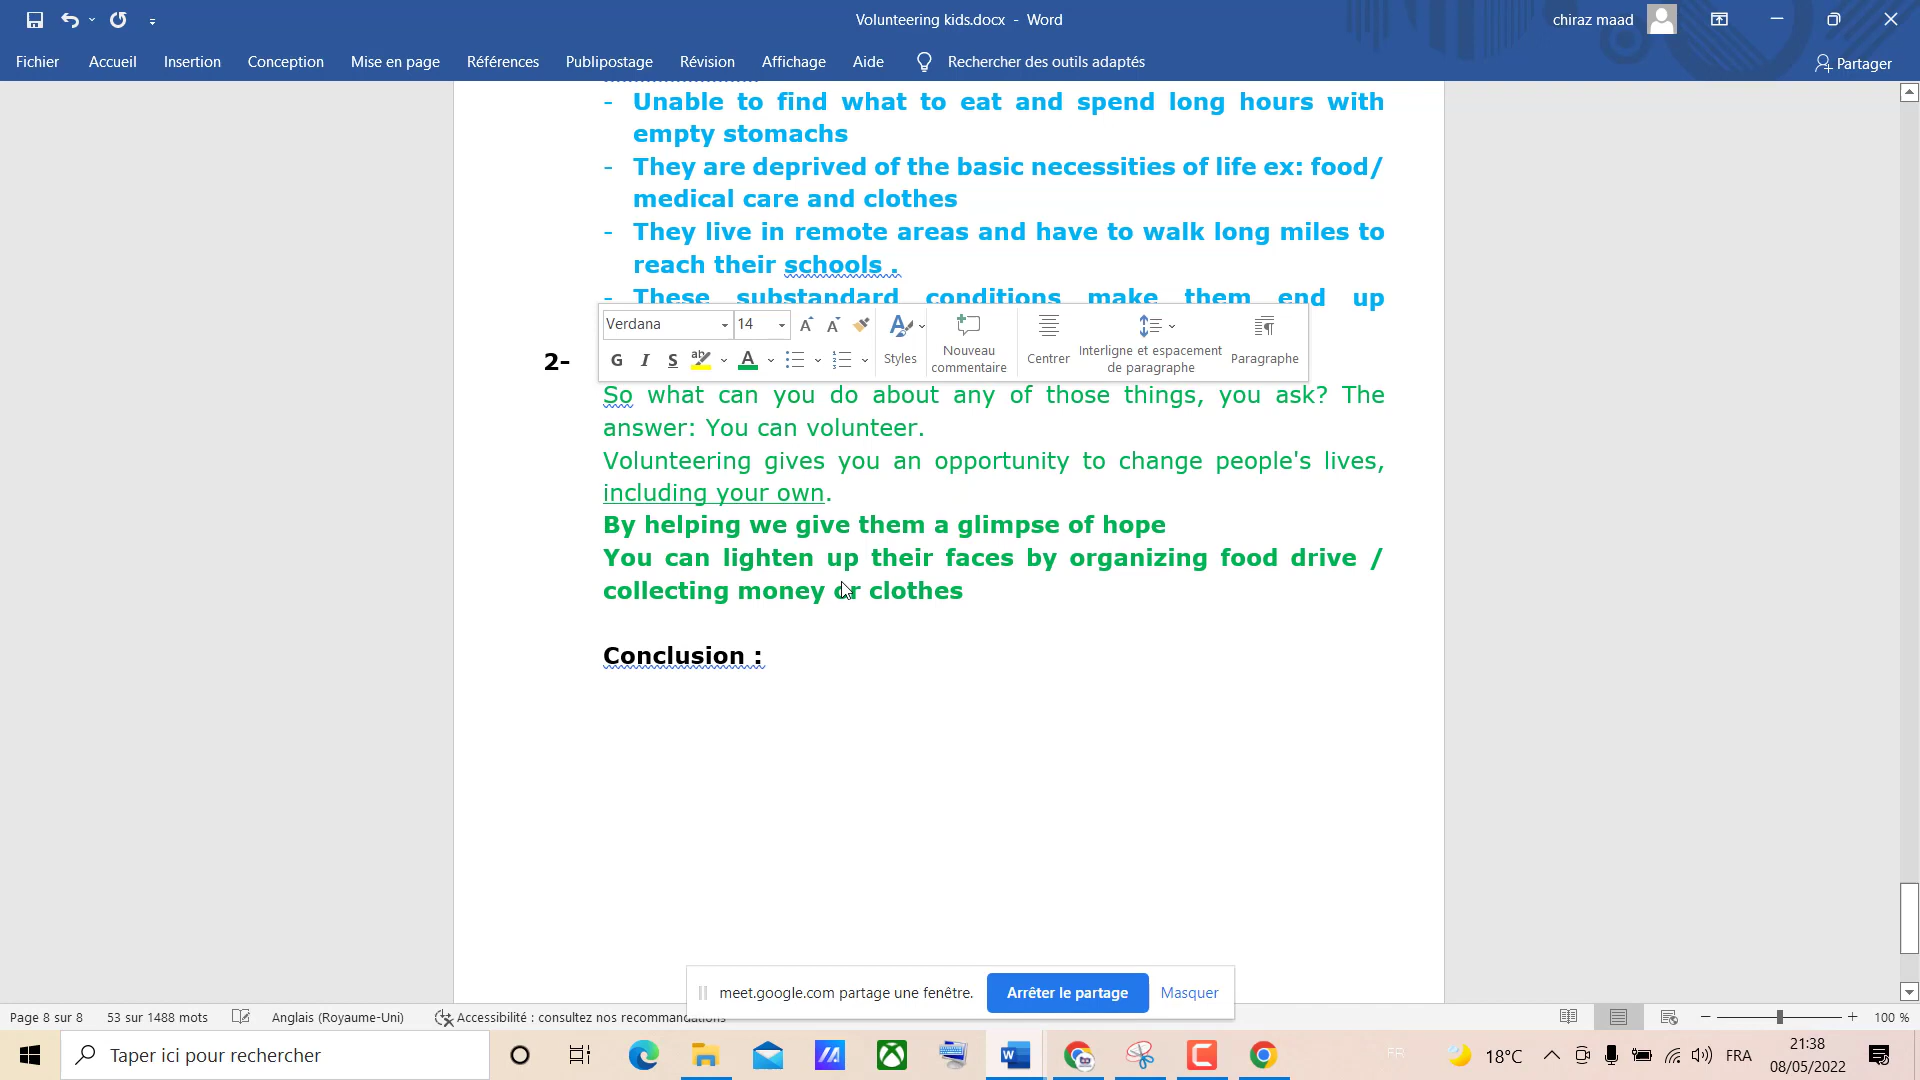 Volunteering kids.docx - Word
chiraz maad
Fichier Accueil Insertion Conception Mise en page Références Publipostage Révision Affichage Aide Rechercher des outils adaptés Partager
- Unable to find what to eat and spend long hours with
empty stomachs
- They are deprived of the basic necessities of life ex: food/
medical care and clothes
- They live in remote areas and have to walk long miles to
reach their schools .
- These substandard conditions make them end up
Verdana 14 A A A Styles
Nouveau commentaire
Centrer
Interligne et espacement de paragraphe
Paragraphe
G I S ab A
2-
So what can you do about any of those things, you ask? The
answer: You can volunteer.
Volunteering gives you an opportunity to change people's lives,
including your own.
By helping we give them a glimpse of hope
You can lighten up their faces by organizing food drive /
collecting money or clothes
Conclusion :
meet.google.com partage une fenêtre. Arrêter le partage Masquer
Page 8 sur 8 53 sur 1488 mots Anglais (Royaume-Uni) Accessibilité : consultez nos recommandations 100 %
Taper ici pour rechercher
FR 18°C FRA
21:38
08/05/2022